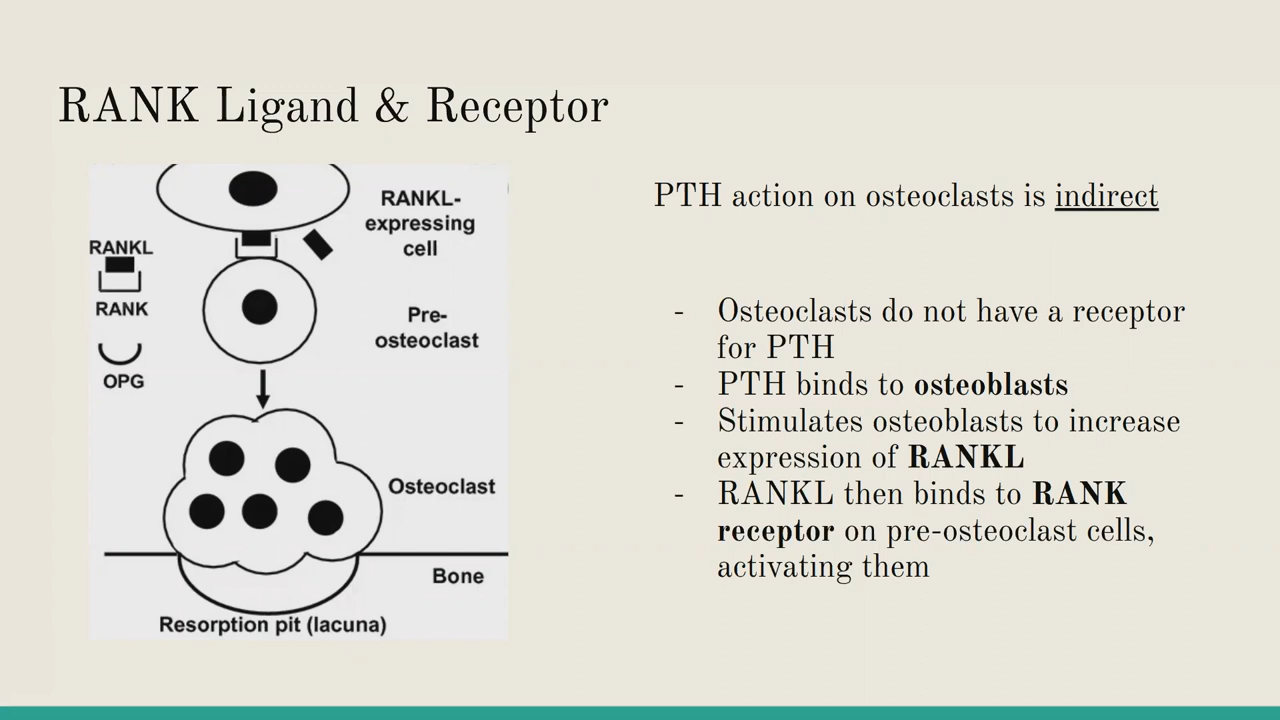 RANK Ligand & Receptor
RANKL-
expressing
cell
RANKL
RANK
Pre-
osteoclast
OPG
Osteoclast
Bone
Resorption pit (lacuna)
PTH action on osteoclasts is indirect
- Osteoclasts do not have a receptor
for PTH
- PTH binds to osteoblasts
- Stimulates osteoblasts to increase
expression of RANKL
- RANKL then binds to RANK
receptor on pre-osteoclast cells,
activating them